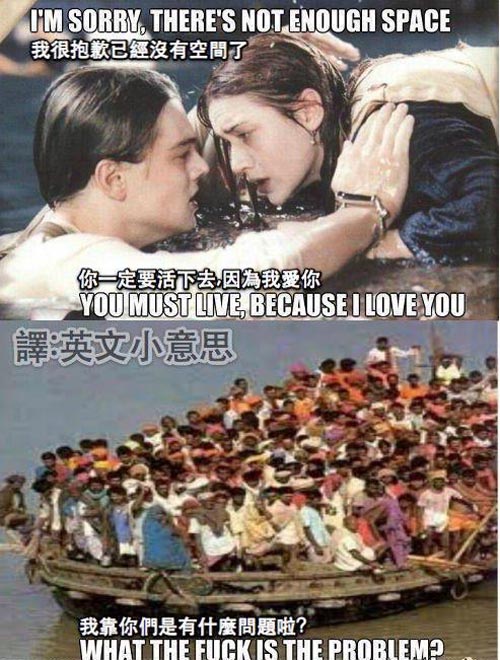 I'M SORRY, THERE'S NOT ENOUGH SPACE
我很抱歉已經沒有空間了
你一定要活下去,因為我愛你
YOU MUST LIVE, BECAUSE I LOVE YOU
譯:英文小意思
我靠你們是有什麼問題啦?
WHAT THE FUCK IS THE PROBLEM?